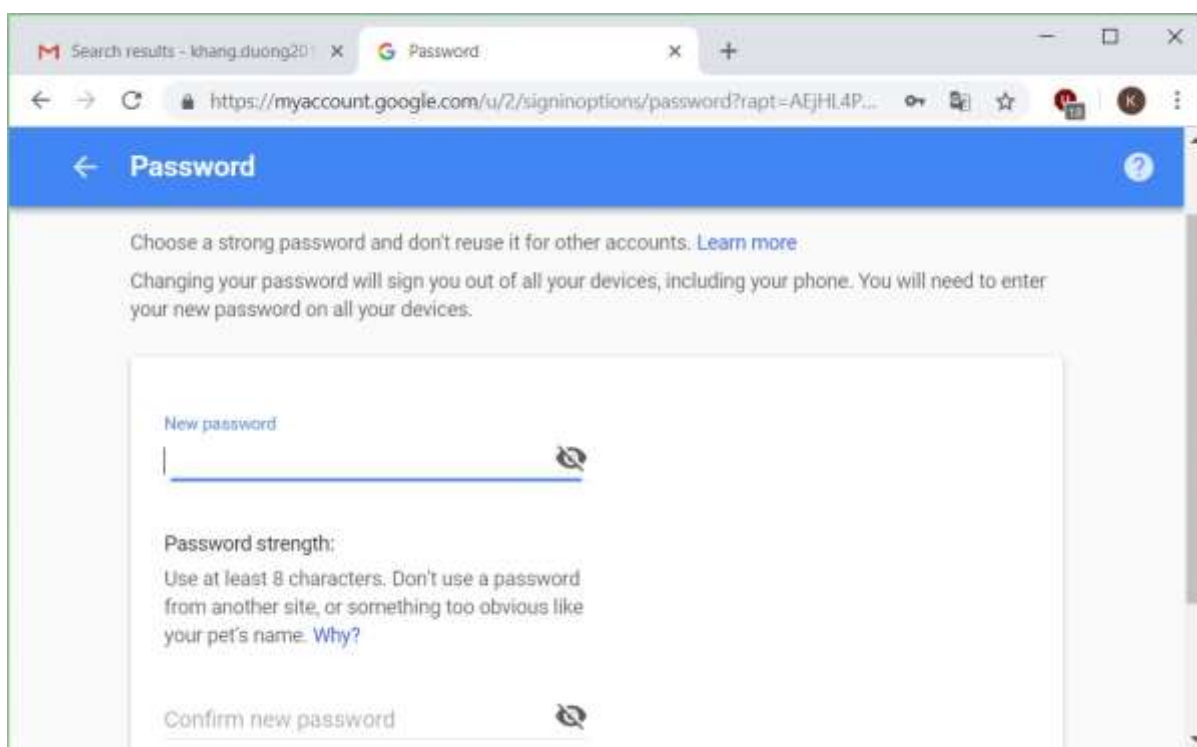 Search results - khang.duong201
Password
https://myaccount.google.com/u/2/signinoptions/password?rapt=AEjHL4P...
K
Password
Choose a strong password and don't reuse it for other accounts. Learn more
Changing your password will sign you out of all your devices, including your phone. You will need to enter
your new password on all your devices.
New password
Password strength:
Use at least 8 characters. Don't use a password
from another site, or something too obvious like
your pet's name. Why?
Confirm new password